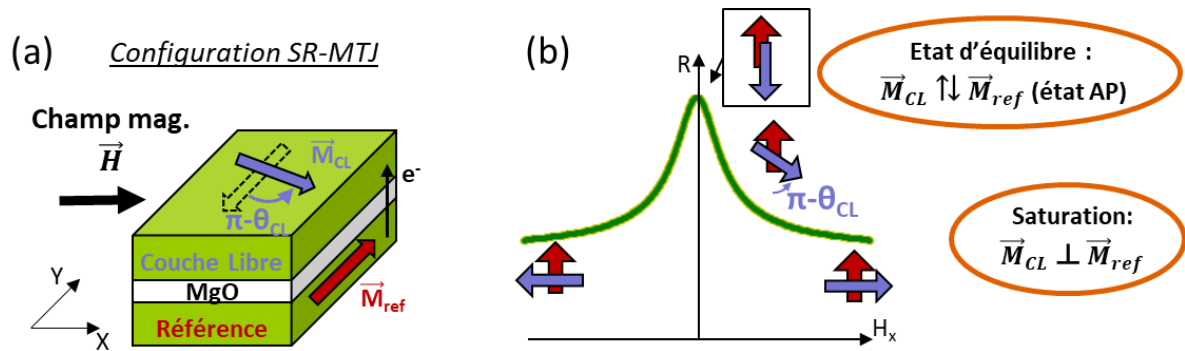 (a)
Configuration SR-MTJ
Champ mag.
H
M_CL
π-θ_CL
e-
Couche Libre
MgO
Référence
M_ref
Y
X
(b)
R
π-θ_CL
H_x
Etat d'équilibre :
M_CL ↑↓ M_ref (état AP)
Saturation:
M_CL ⊥ M_ref